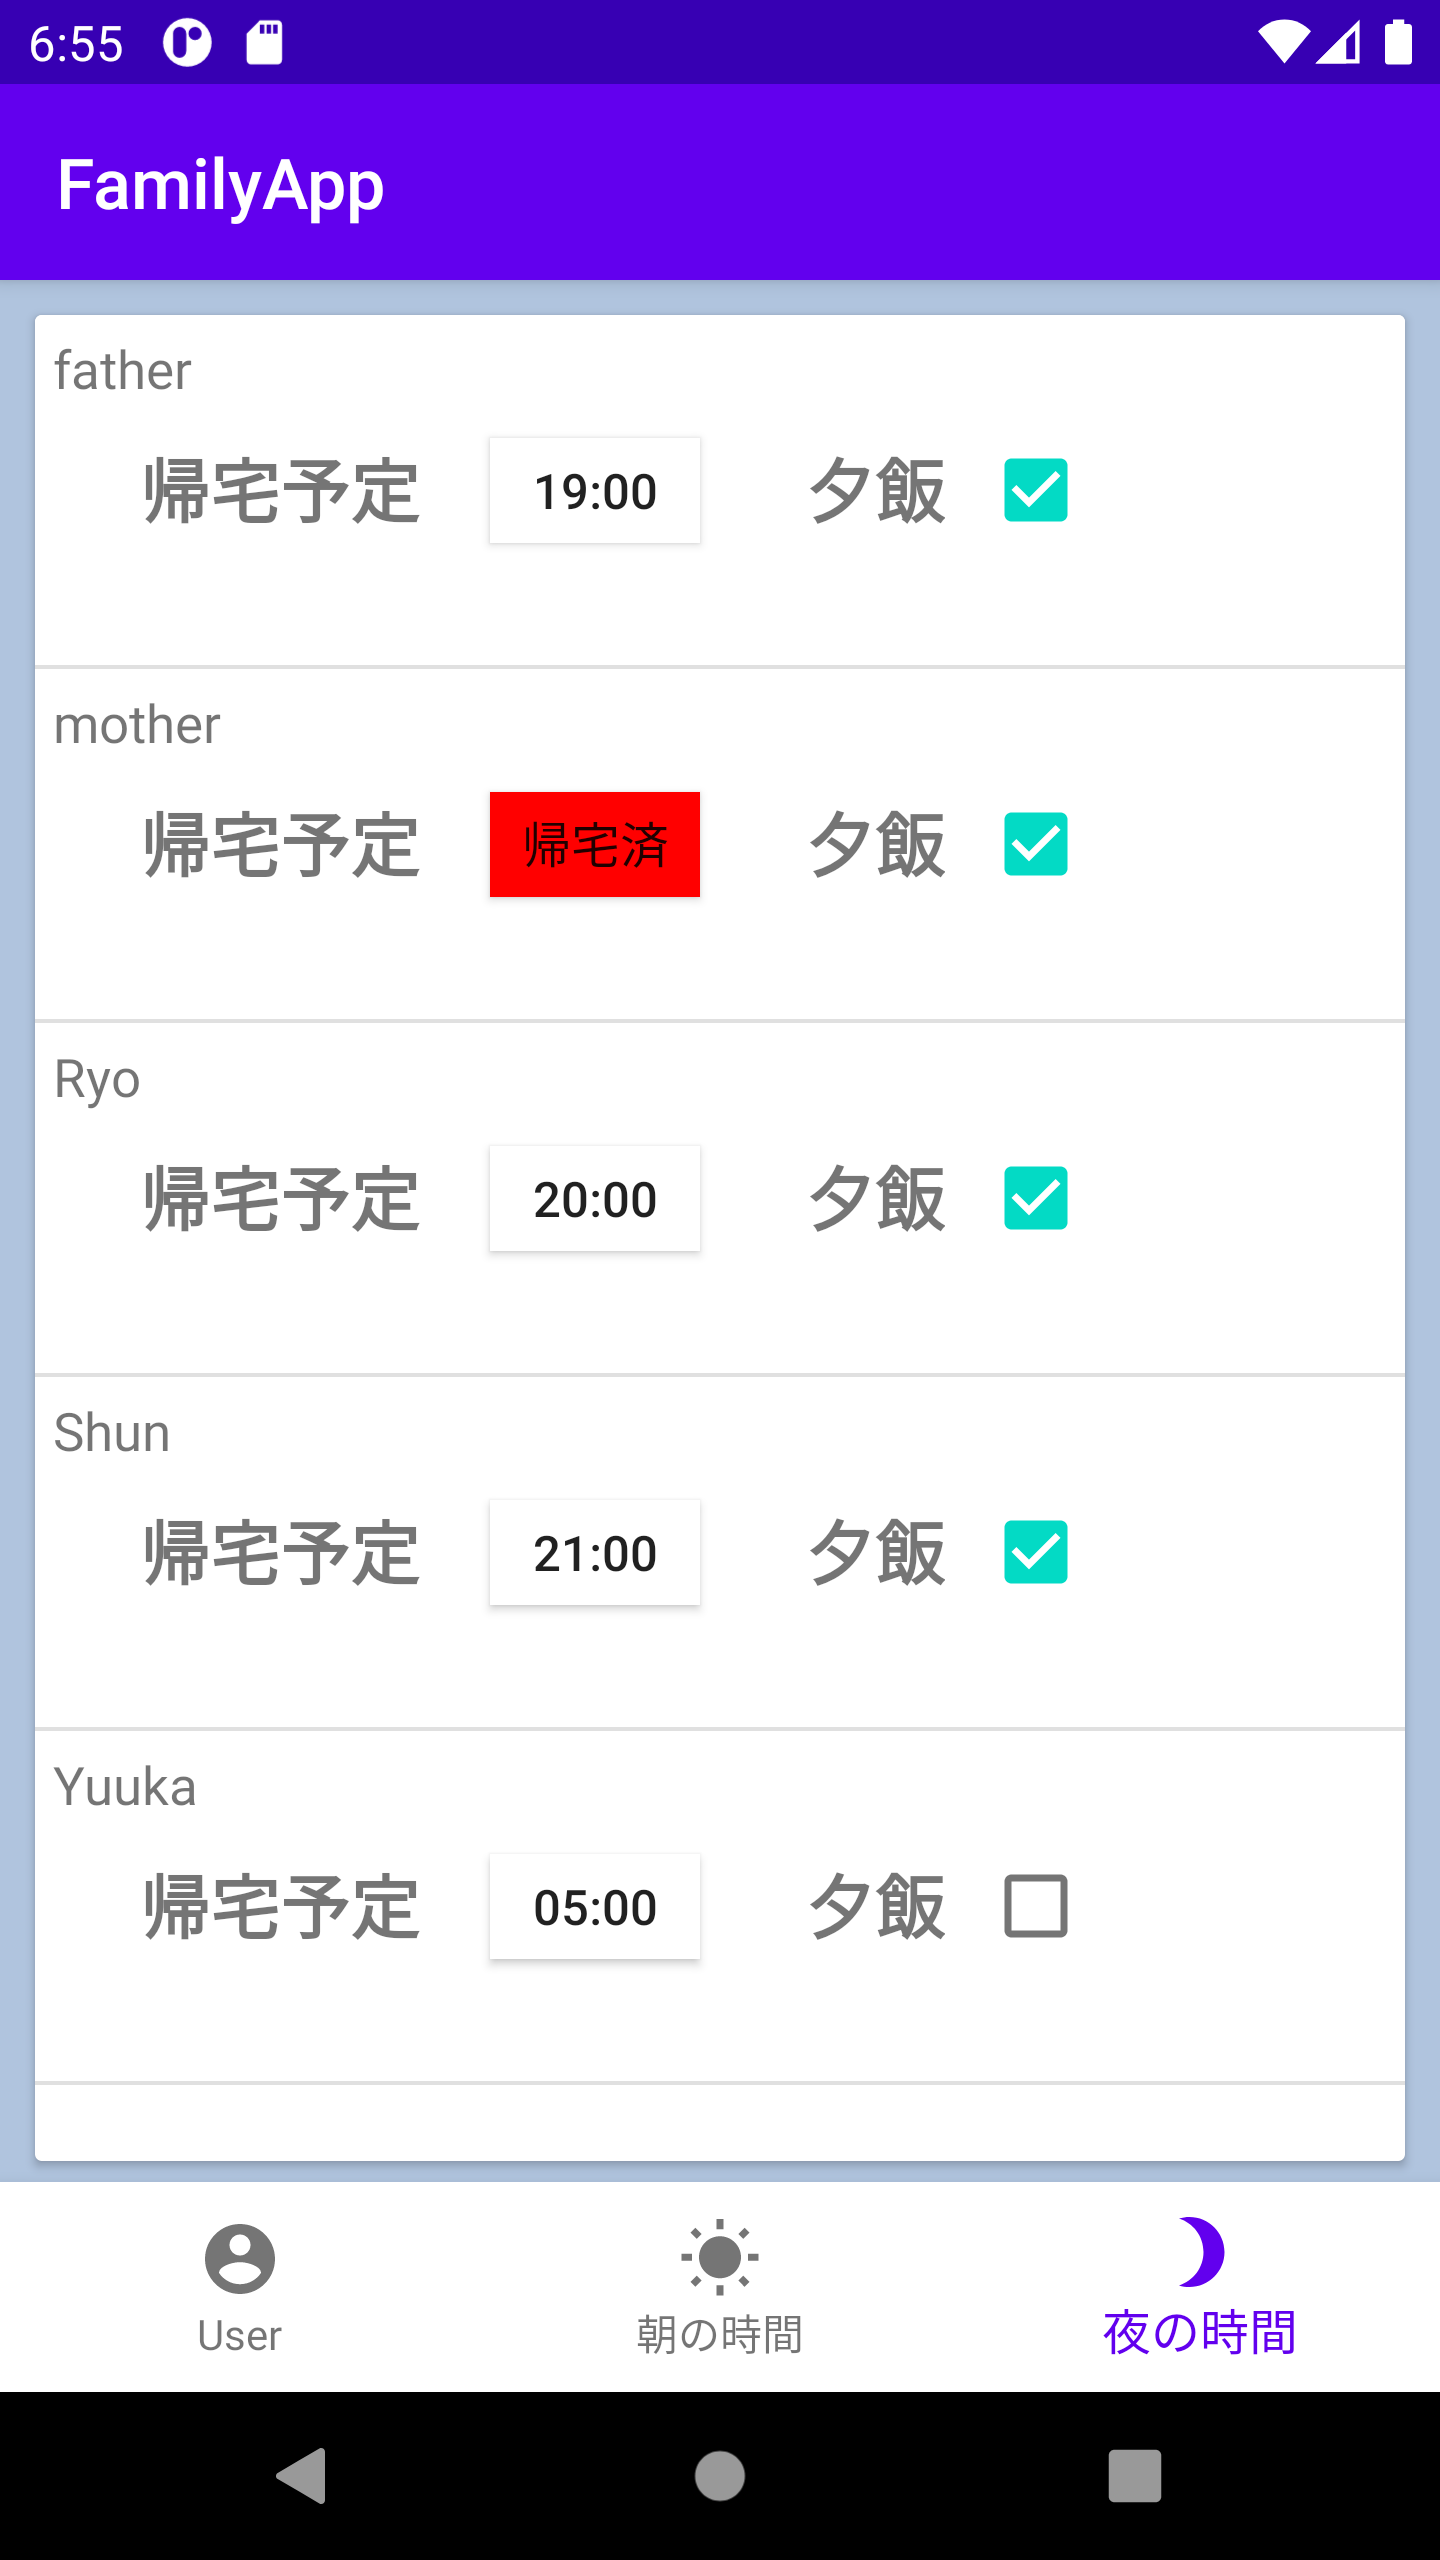 6:55
FamilyApp
father
帰宅予定 19:00 夕飯
mother
帰宅予定 帰宅済 夕飯
Ryo
帰宅予定 20:00 夕飯
Shun
帰宅予定 21:00 夕飯
Yuuka
帰宅予定 05:00 夕飯
User 朝の時間 夜の時間